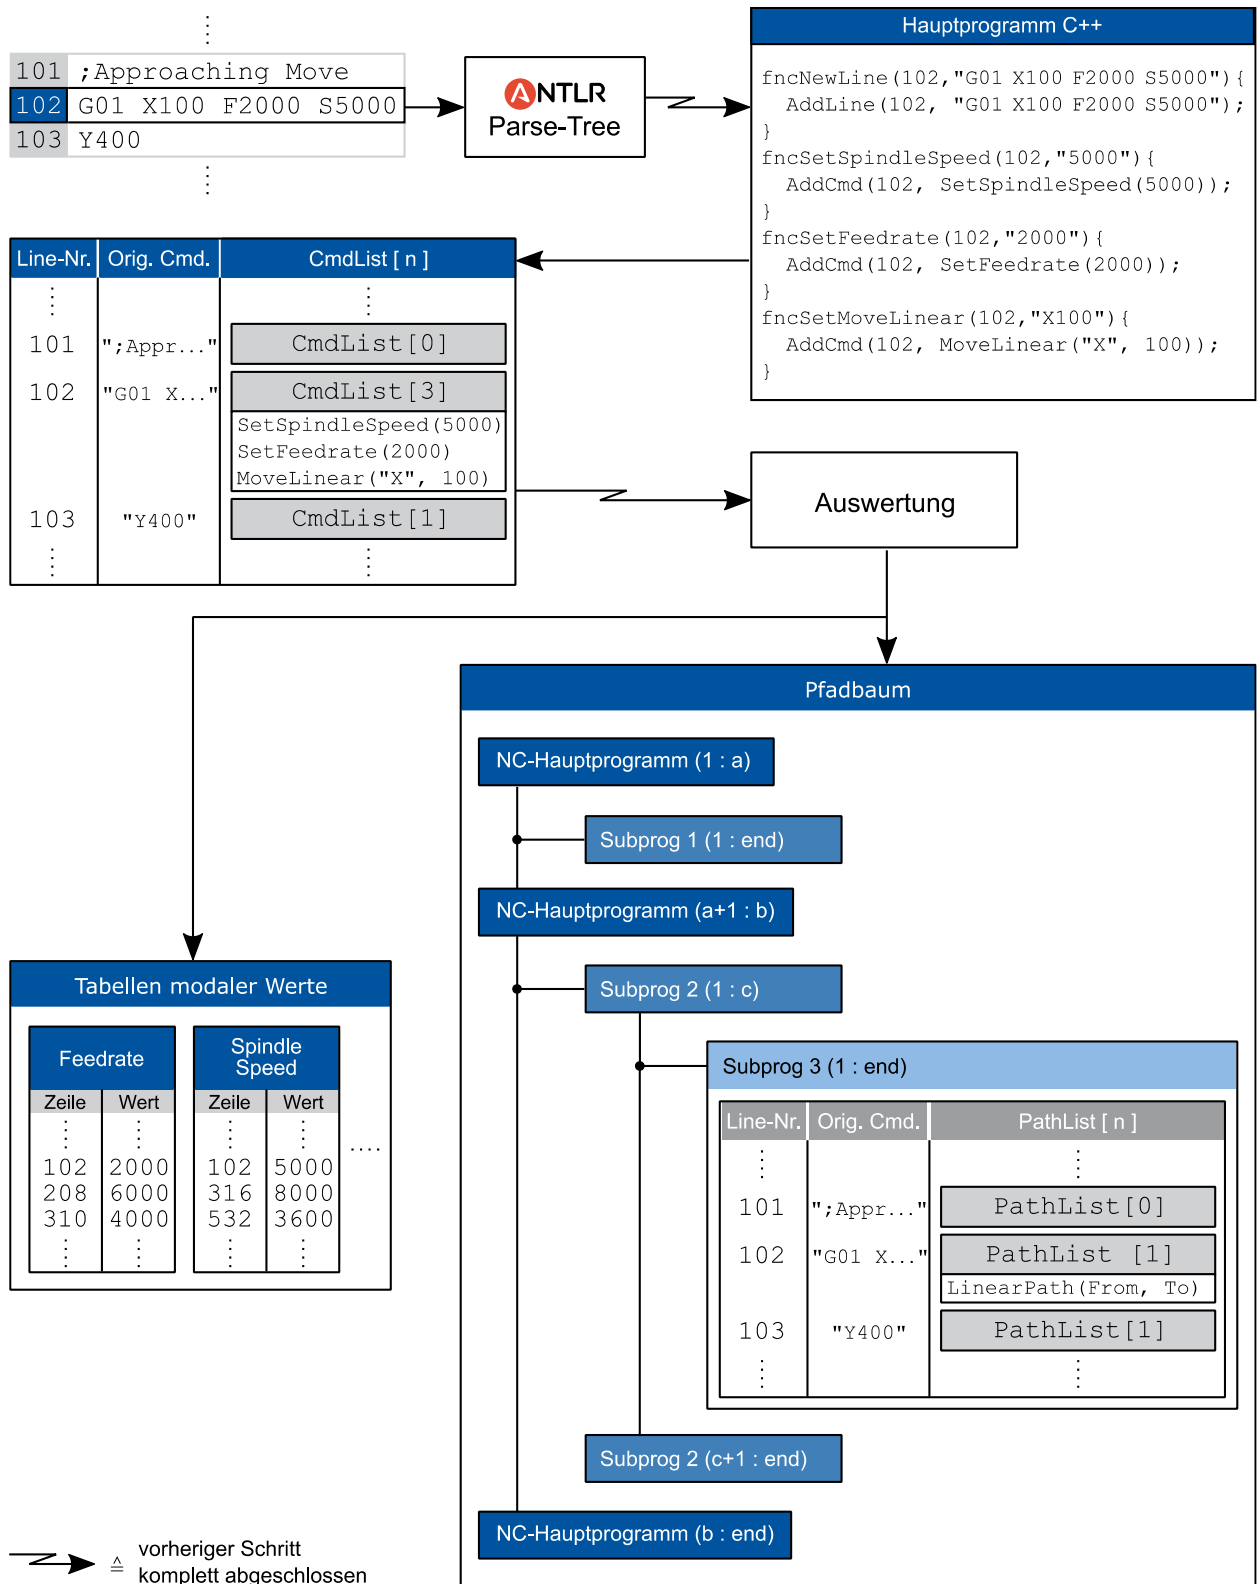 101 ;Approaching Move
102 G01 X100 F2000 S5000
103 Y400
ANTLR
Parse-Tree
Hauptprogramm C++
fncNewLine(102,"G01 X100 F2000 S5000"){
AddLine(102, "G01 X100 F2000 S5000");
}
fncSetSpindleSpeed(102,"5000"){
AddCmd(102, SetSpindleSpeed(5000));
}
fncSetFeedrate(102,"2000"){
AddCmd(102, SetFeedrate(2000));
}
fncSetMoveLinear(102,"X100"){
AddCmd(102, MoveLinear("X", 100));
}
Line-Nr. Orig. Cmd. CmdList [ n ]
101 ";Appr..." CmdList[0]
102 "G01 X..." CmdList[3]
SetSpindleSpeed(5000)
SetFeedrate(2000)
MoveLinear("X", 100)
103 "Y400" CmdList[1]
Auswertung
Pfadbaum
NC-Hauptprogramm (1 : a)
Subprog 1 (1 : end)
NC-Hauptprogramm (a+1 : b)
Subprog 2 (1 : c)
Subprog 3 (1 : end)
Line-Nr. Orig. Cmd. PathList [ n ]
101 ";Appr..." PathList[0]
102 "G01 X..." PathList [1]
LinearPath(From, To)
103 "Y400" PathList[1]
Subprog 2 (c+1 : end)
NC-Hauptprogramm (b : end)
Tabellen modaler Werte
Feedrate
Zeile Wert
102 2000
208 6000
310 4000
Spindle
Speed
Zeile Wert
102 5000
316 8000
532 3600
....
≙ vorheriger Schritt
komplett abgeschlossen